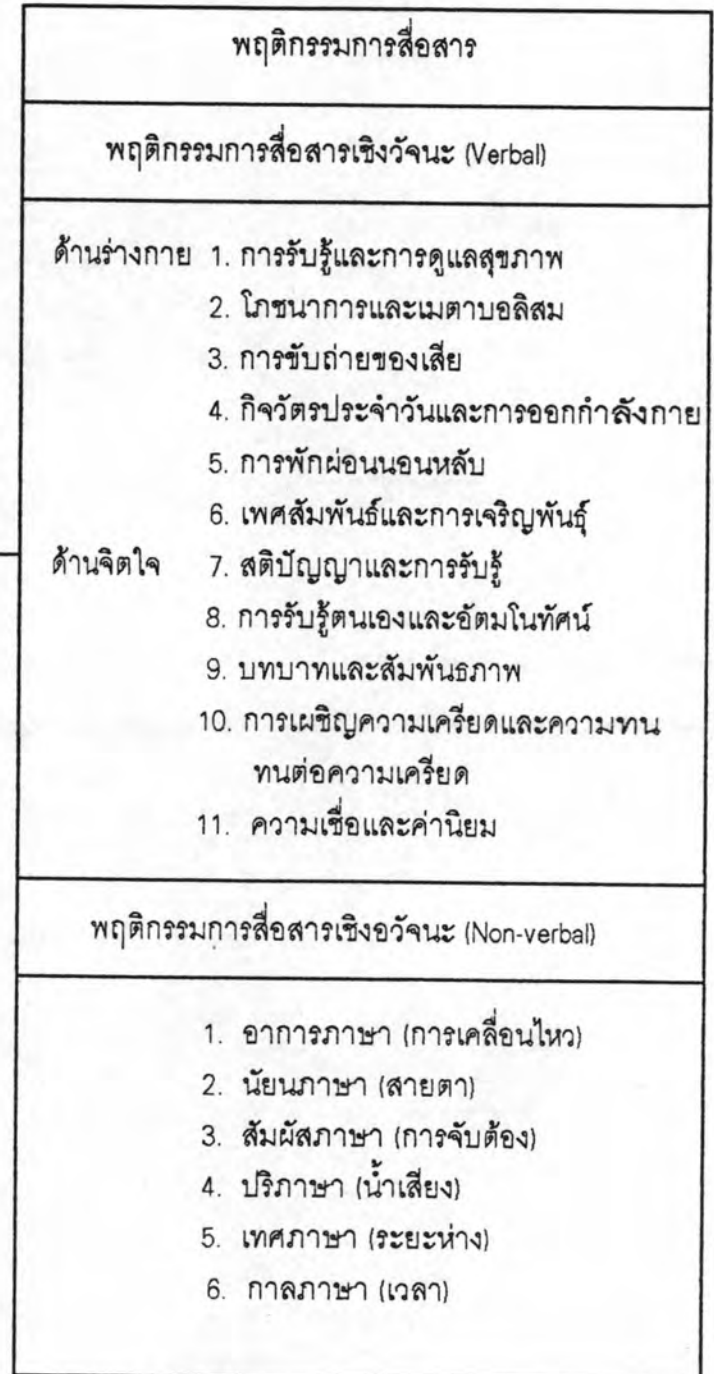 พฤติกรรมการสื่อสาร
พฤติกรรมการสื่อสารเชิงวัจนะ (Verbal)
ด้านร่างกาย 1. การรับรู้และการดูแลสุขภาพ
2. โภชนาการและเมตาบอลิสม
3. การขับถ่ายของเสีย
4. กิจวัตรประจำวันและการออกกำลังกาย
5. การพักผ่อนนอนหลับ
6. เพศสัมพันธ์และการเจริญพันธุ์
ด้านจิตใจ 7. สติปัญญาและการรับรู้
8. การรับรู้ตนเองและอัตมโนทัศน์
9. บทบาทและสัมพันธภาพ
10. การเผชิญความเครียดและความทน
ทนต่อความเครียด
11. ความเชื่อและค่านิยม
พฤติกรรมการสื่อสารเชิงอวัจนะ (Non-verbal)
1. อาการภาษา (การเคลื่อนไหว)
2. นัยนภาษา (สายตา)
3. สัมผัสภาษา (การจับต้อง)
4. ปริภาษา (น้ำเสียง)
5. เทศภาษา (ระยะห่าง)
6. กาลภาษา (เวลา)